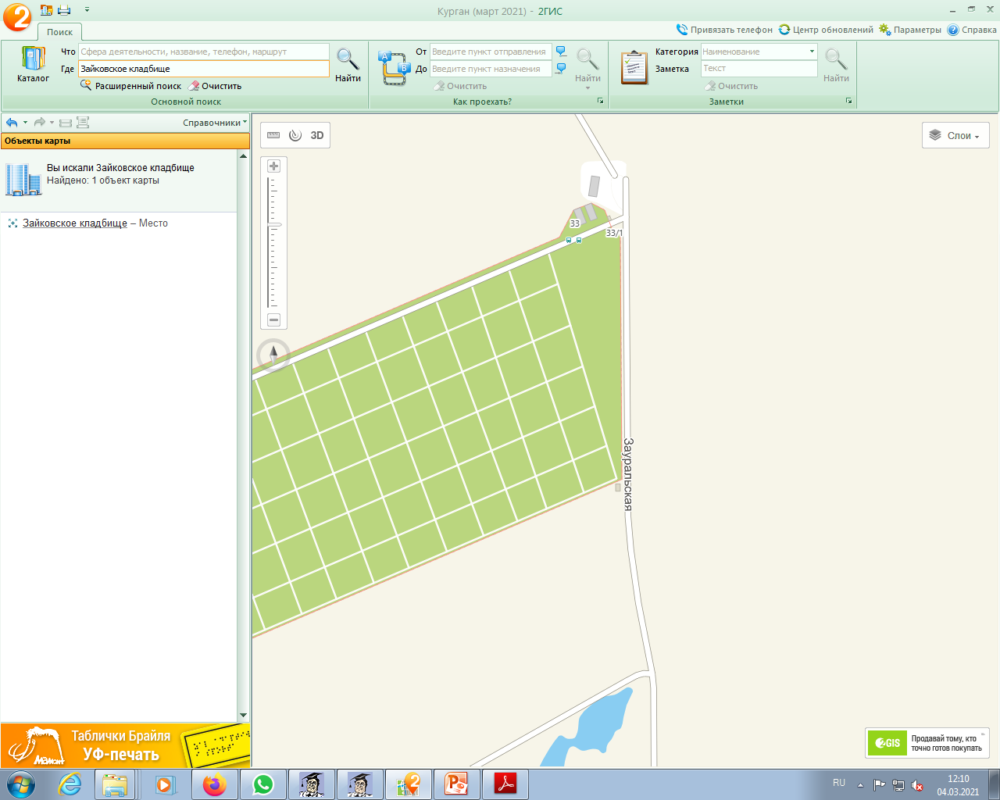 Курган (март 2021) - 2ГИС
Поиск
Привязать телефон
Центр обновлений
Параметры
Справка
Каталог
Что
Сфера деятельности, название, телефон, маршрут
Где
Зайковское кладбище
Расширенный поиск
Очистить
Найти
Основной поиск
От
Введите пункт отправления
До
Введите пункт назначения
Очистить
Найти
Как проехать?
Категория
Наименование
Заметка
Текст
Очистить
Найти
Заметки
Справочники
Объекты карты
Вы искали Зайковское кладбище
Найдено: 1 объект карты
Зайковское кладбище – Место
3D
Слои
33
33/1
Зауральская
Таблички Брайля
УФ-печать
Мамонт
2GIS
Продавай тому, кто
точно готов покупать
RU
12:10
04.03.2021